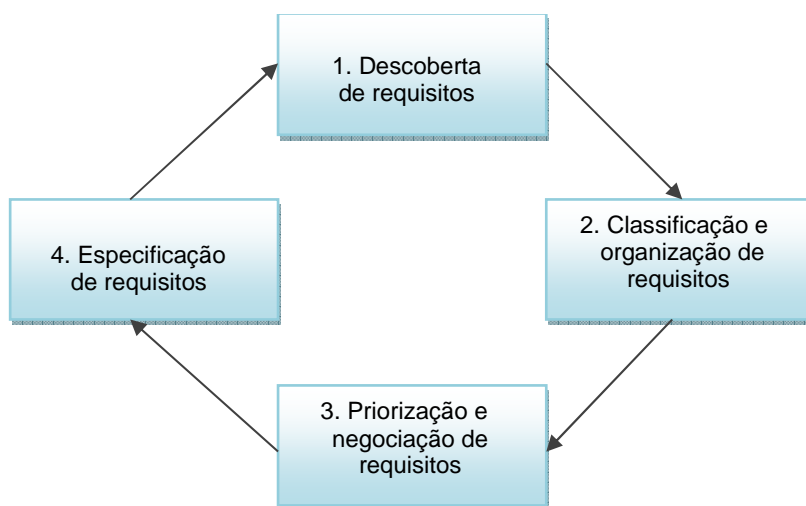 1. Descoberta
de requisitos
2. Classificação e
organização de
requisitos
3. Priorização e
negociação de
requisitos
4. Especificação
de requisitos